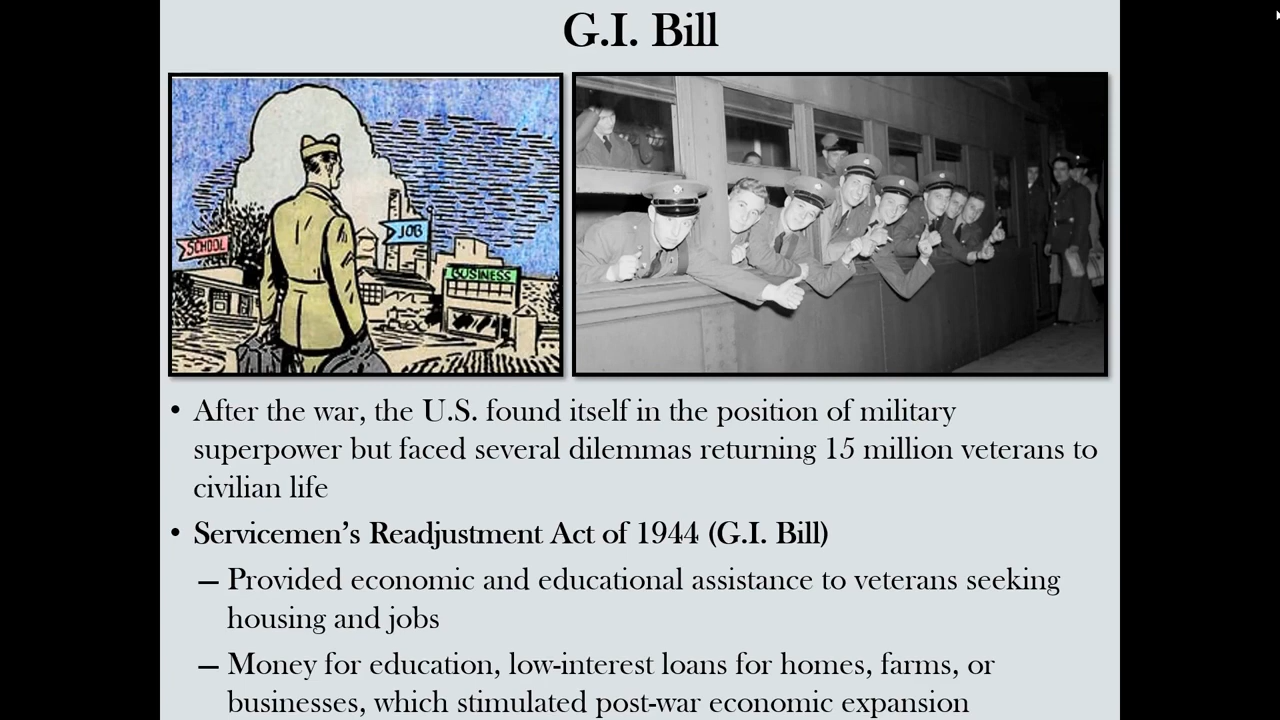 G.I. Bill
SCHOOL
JOB
BUSINESS
• After the war, the U.S. found itself in the position of military
superpower but faced several dilemmas returning 15 million veterans to
civilian life
• Servicemen’s Readjustment Act of 1944 (G.I. Bill)
– Provided economic and educational assistance to veterans seeking
housing and jobs
– Money for education, low-interest loans for homes, farms, or
businesses, which stimulated post-war economic expansion